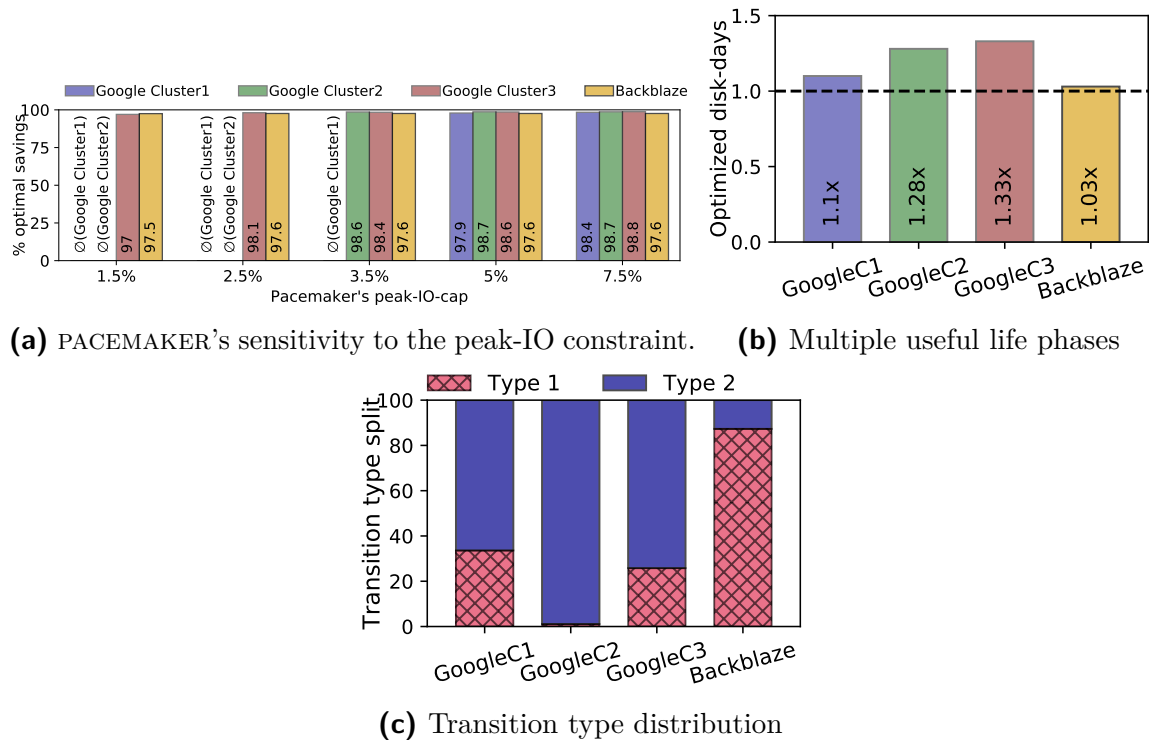 Google Cluster1 Google Cluster2 Google Cluster3 Backblaze
% optimal savings
100
75
50
25
0
∅(Google Cluster1)
∅(Google Cluster2)
97
97.5
∅(Google Cluster1)
∅(Google Cluster2)
98.1
97.6
∅(Google Cluster1)
98.6
98.4
97.6
97.9
98.7
98.6
97.6
98.4
98.7
98.8
97.6
1.5% 2.5% 3.5% 5% 7.5%
Pacemaker's peak-IO-cap
(a) PACEMAKER's sensitivity to the peak-IO constraint.
Optimized disk-days
1.5
1.0
0.5
0.0
1.1x
1.28x
1.33x
1.03x
GoogleC1 GoogleC2 GoogleC3 Backblaze
(b) Multiple useful life phases
Type 1 Type 2
Transition type split
100
80
60
40
20
0
GoogleC1 GoogleC2 GoogleC3 Backblaze
(c) Transition type distribution